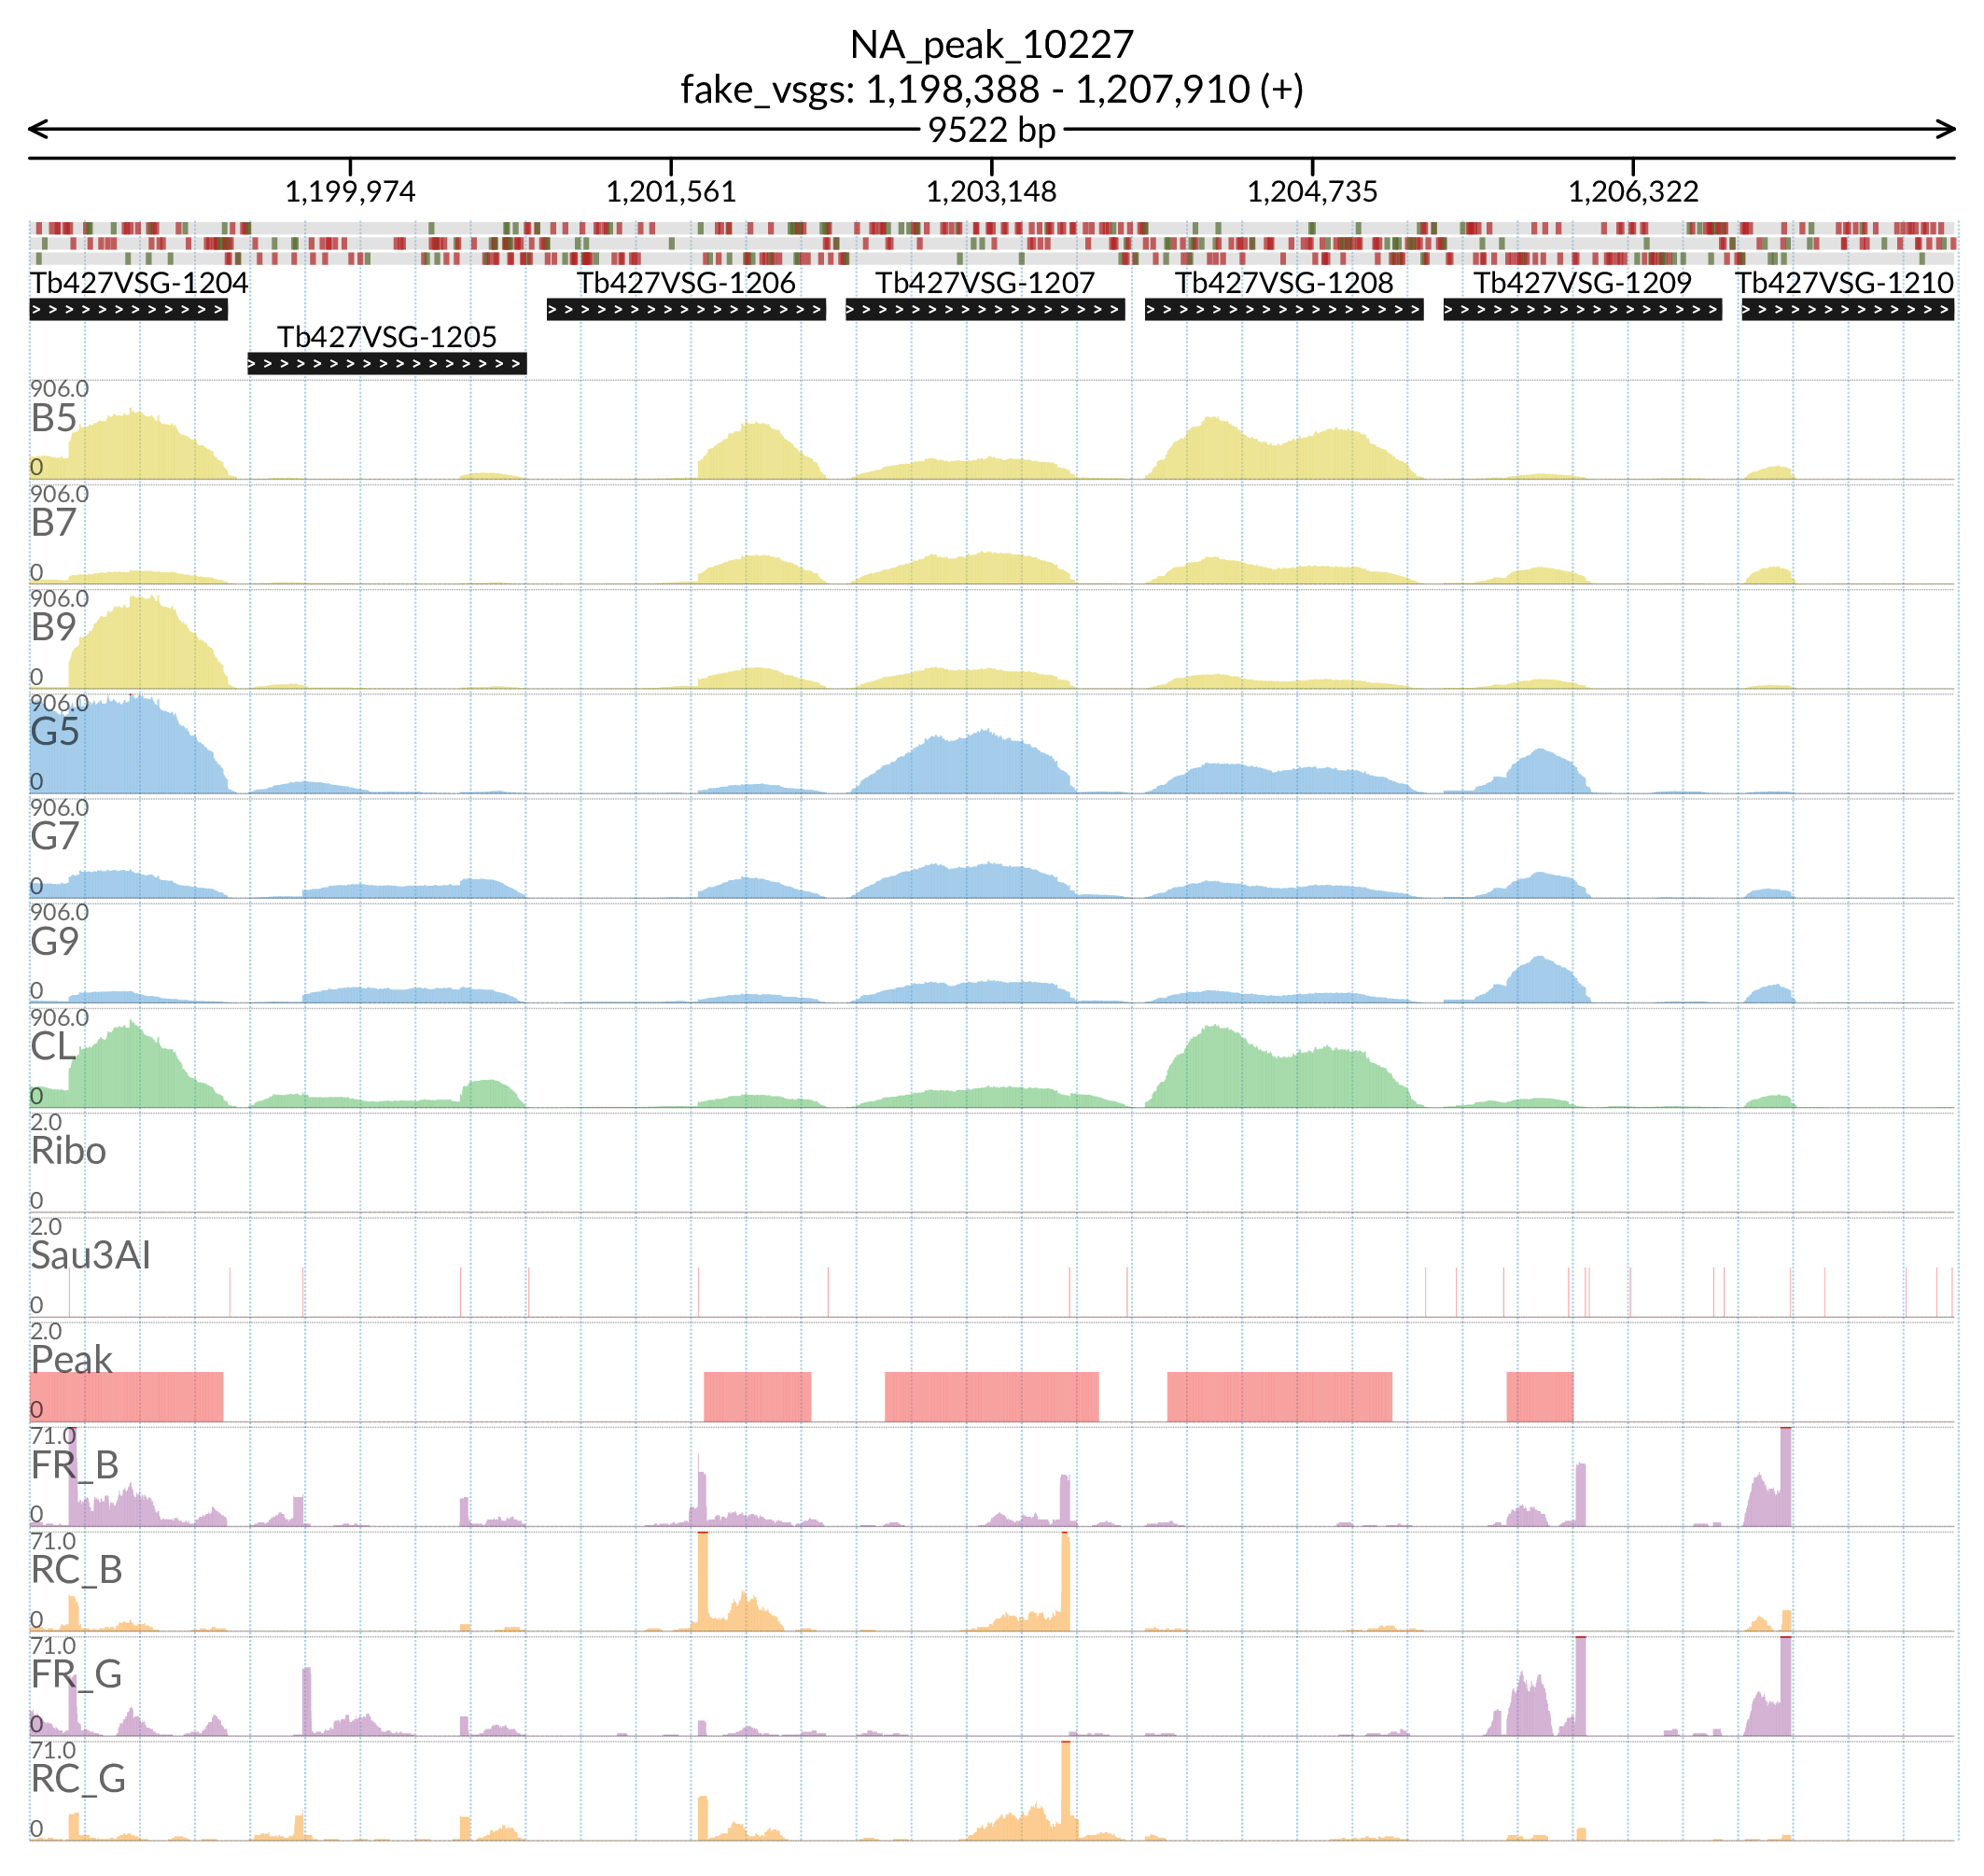 NA_peak_10227
fake_vsgs: 1,198,388 - 1,207,910 (+)
9522 bp
1,199,974 1,201,561 1,203,148 1,204,735 1,206,322
Tb427VSG-1204 Tb427VSG-1206 Tb427VSG-1207 Tb427VSG-1208 Tb427VSG-1209 Tb427VSG-1210
Tb427VSG-1205
906.0
B5
0
906.0
B7
0
906.0
B9
0
906.0
G5
0
906.0
G7
0
906.0
G9
0
906.0
CL
0
2.0
Ribo
0
2.0
Sau3AI
0
2.0
Peak
0
71.0
FR_B
0
71.0
RC_B
0
71.0
FR_G
0
71.0
RC_G
0